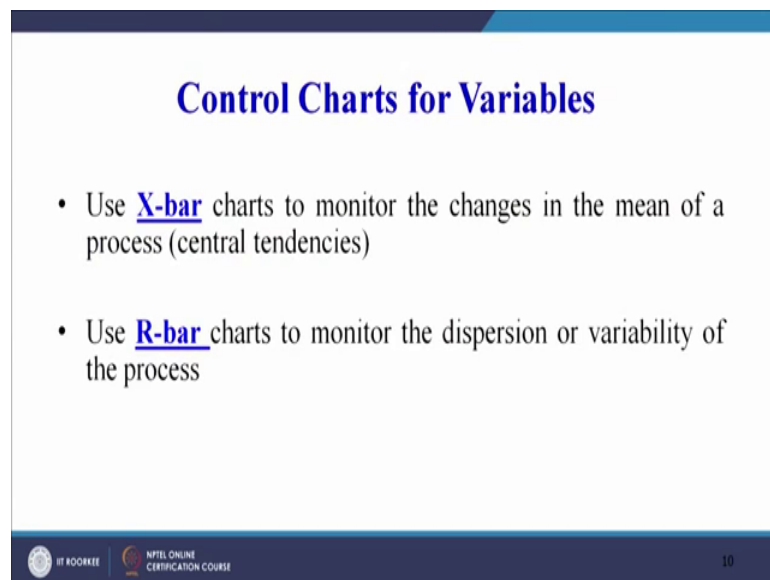 Control Charts for Variables
• Use X-bar charts to monitor the changes in the mean of a
process (central tendencies)
• Use R-bar charts to monitor the dispersion or variability of
the process
IIT ROORKEE
NPTEL ONLINE
CERTIFICATION COURSE
10